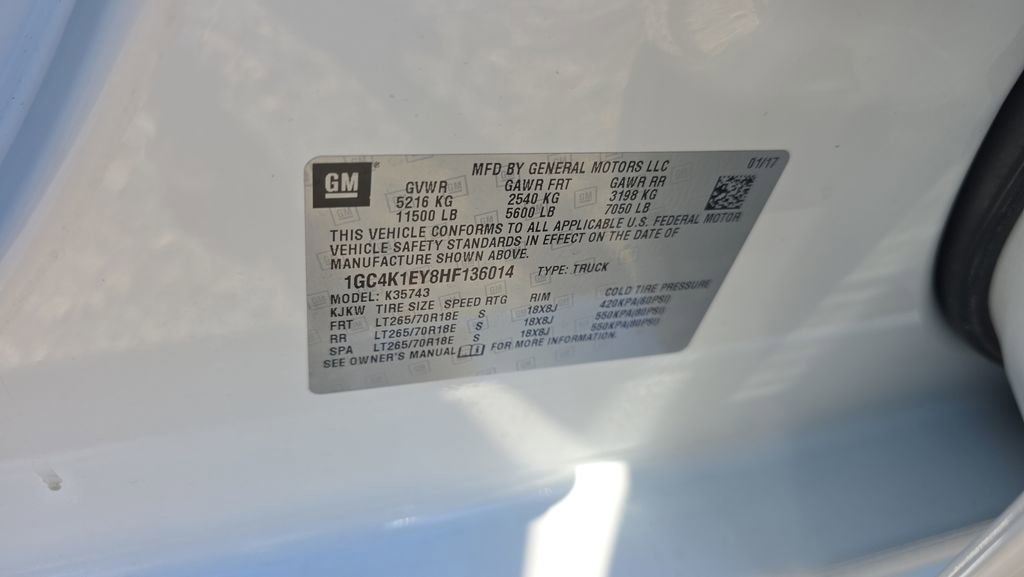 GM
MFD BY GENERAL MOTORS LLC 01/17
GVWR GAWR FRT GAWR RR
5216 KG 2540 KG 3198 KG
11500 LB 5600 LB 7050 LB
THIS VEHICLE CONFORMS TO ALL APPLICABLE U.S. FEDERAL MOTOR
VEHICLE SAFETY STANDARDS IN EFFECT ON THE DATE OF
MANUFACTURE SHOWN ABOVE.
1GC4K1EY8HF136014 TYPE: TRUCK
MODEL: K35743
KJKW TIRE SIZE SPEED RTG RIM COLD TIRE PRESSURE
FRT LT265/70R18E S 18X8J 420KPA(60PSI)
RR LT265/70R18E S 18X8J 550KPA(80PSI)
SPA LT265/70R18E S 18X8J 550KPA(80PSI)
SEE OWNER'S MANUAL FOR MORE INFORMATION.